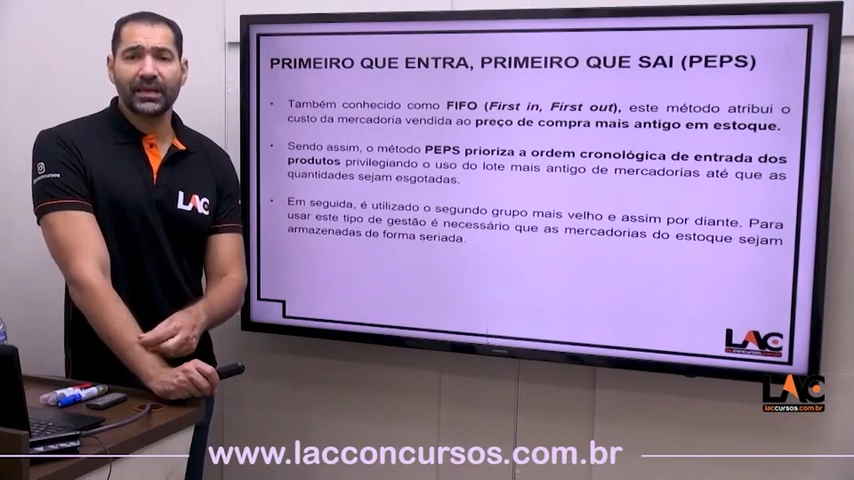 PRIMEIRO QUE ENTRA, PRIMEIRO QUE SAI (PEPS)
• Também conhecido como FIFO (First in, First out), este método atribui o
custo da mercadoria vendida ao preço de compra mais antigo em estoque.
• Sendo assim, o método PEPS prioriza a ordem cronológica de entrada dos
produtos privilegiando o uso do lote mais antigo de mercadorias até que as
quantidades sejam esgotadas.
• Em seguida, é utilizado o segundo grupo mais velho e assim por diante. Para
usar este tipo de gestão é necessário que as mercadorias do estoque sejam
armazenadas de forma seriada.
LAC
LAC
lacconcursos.com.br
LAC
laccursos.com.br
www.lacconcursos.com.br